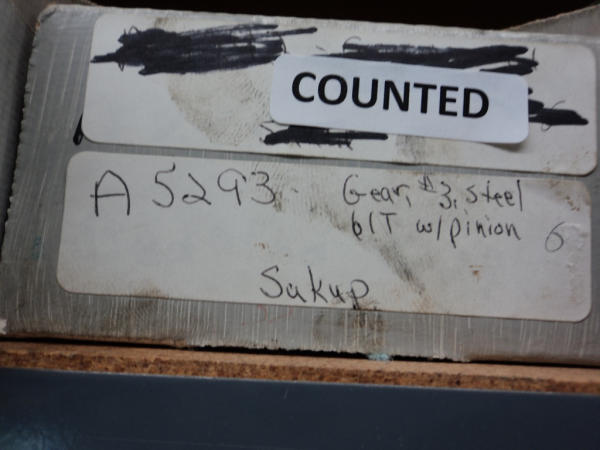 COUNTED
A5293 Gear, #3, steel
61T w/pinion 6
Sukup